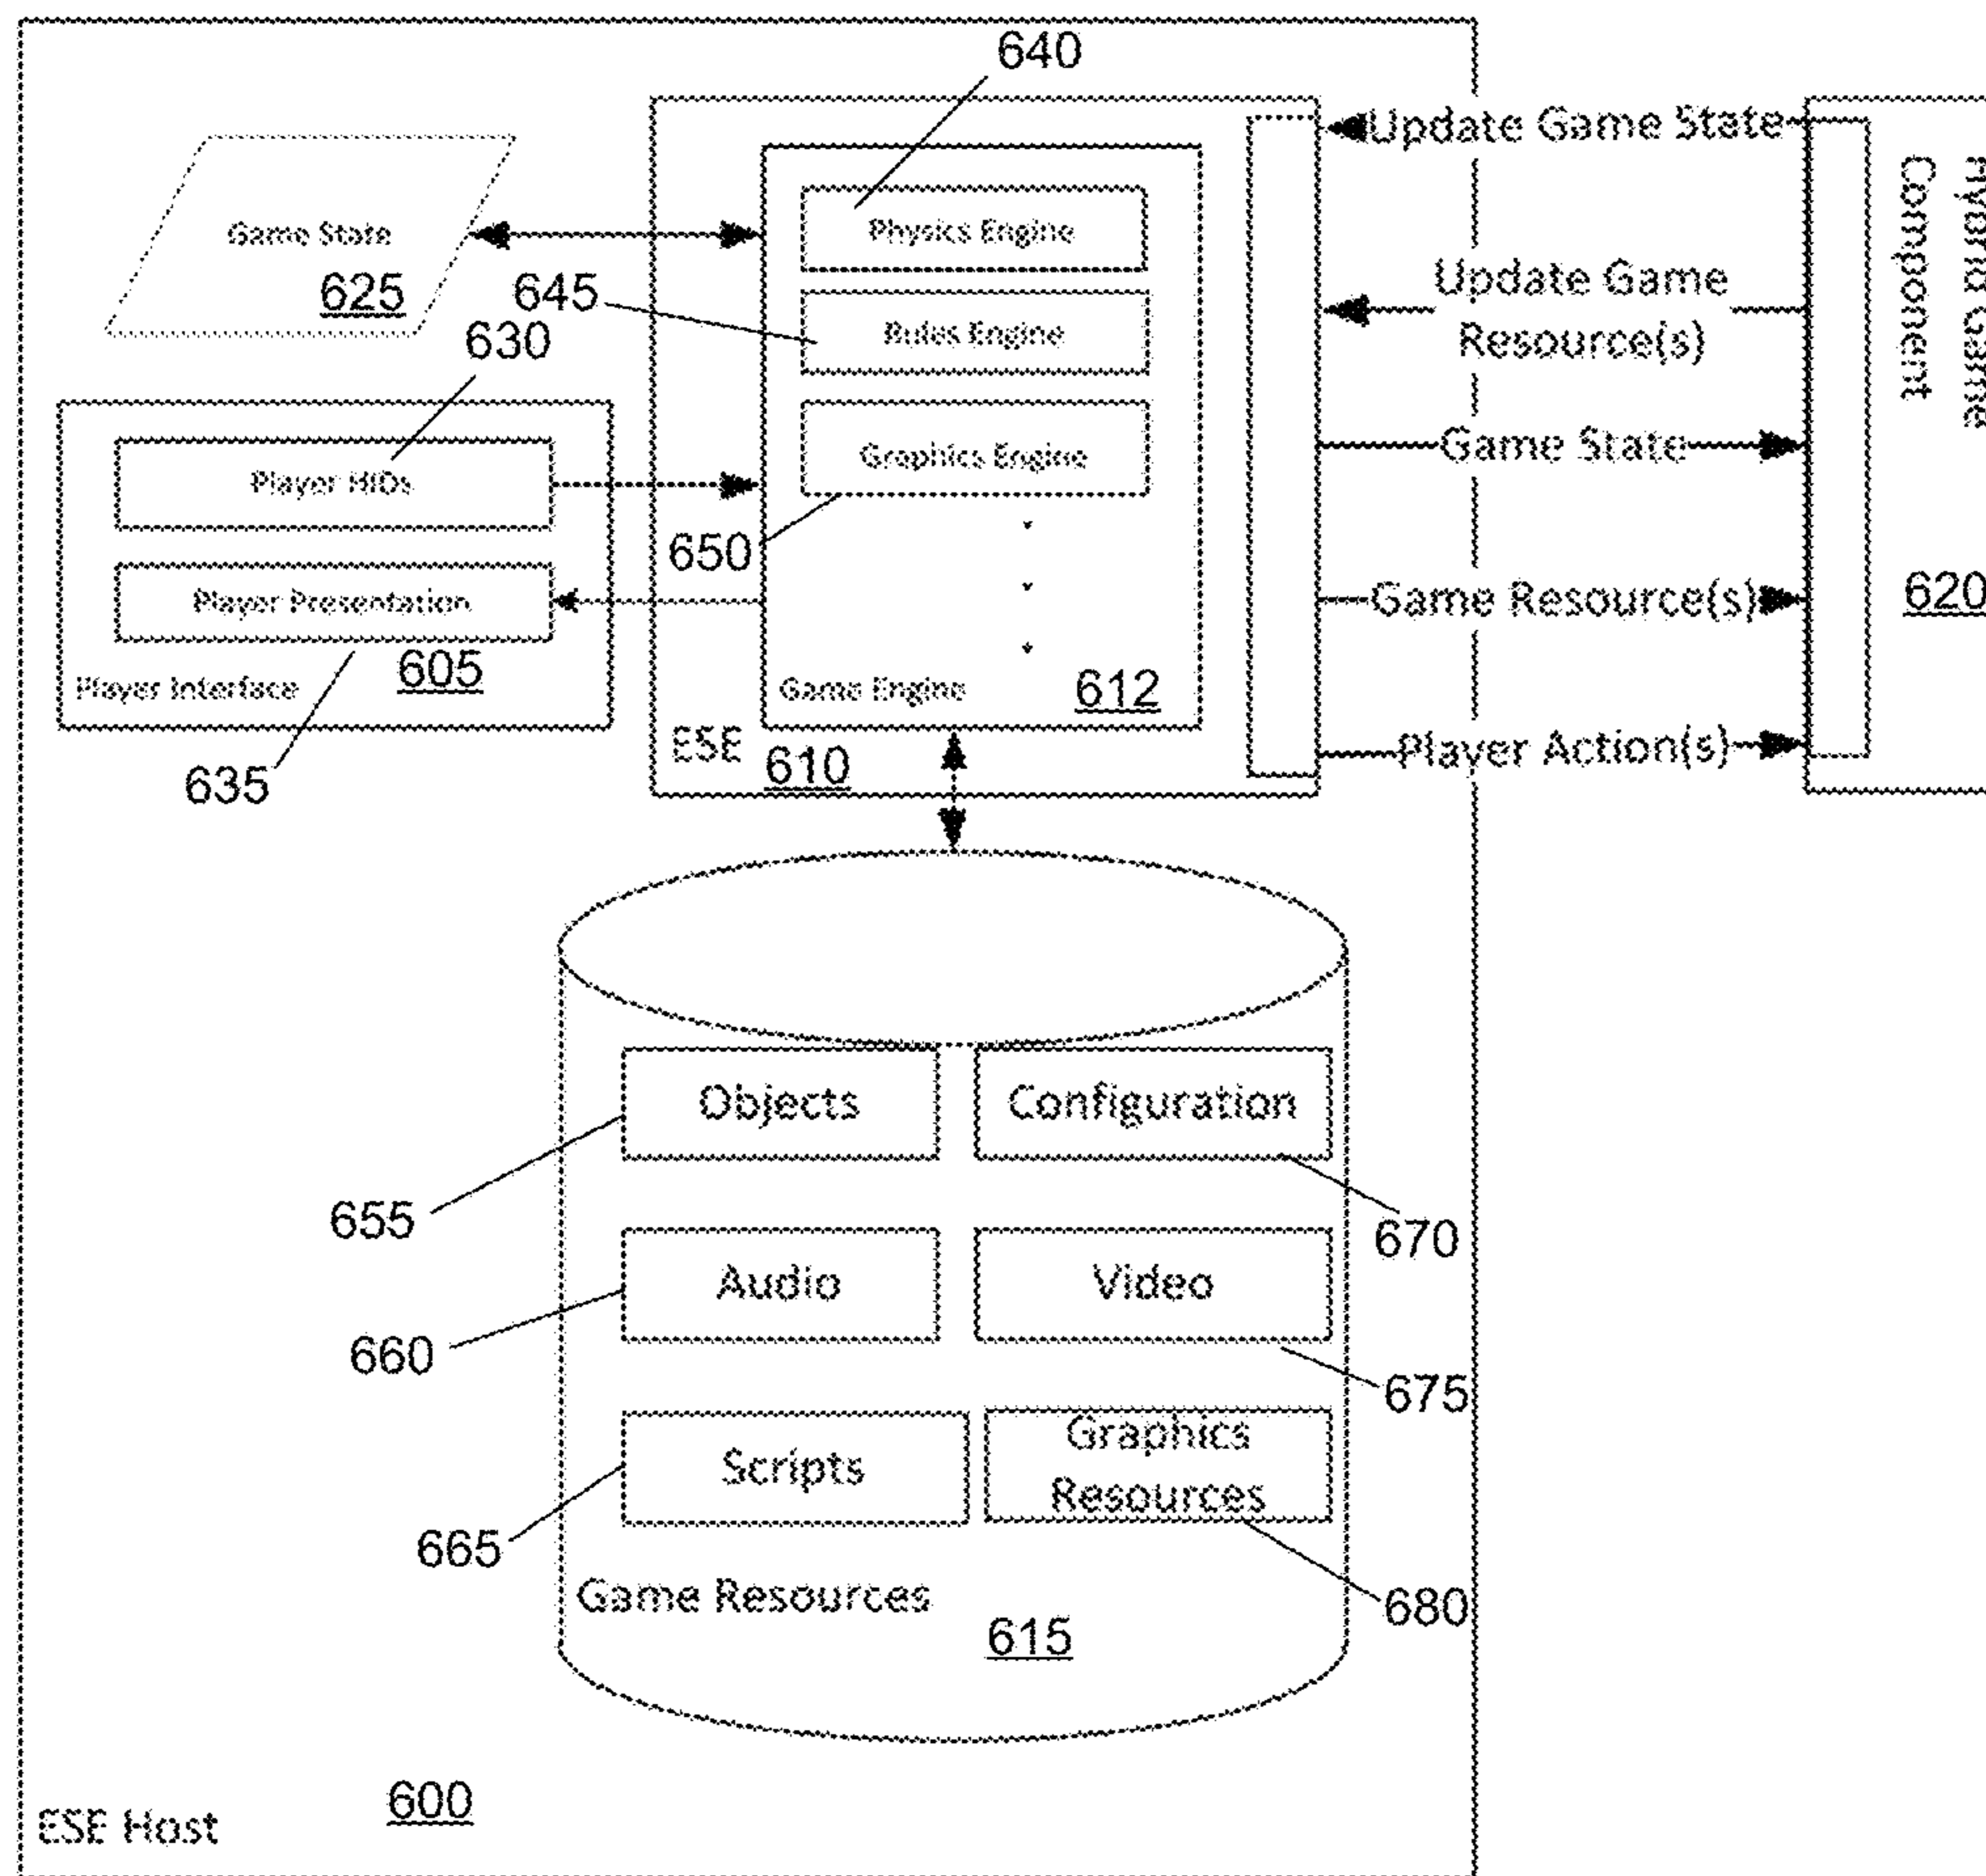 640
Update Game State
Game State
625
Physics Engine
645
Rules Engine
Update Game
Resource(s)
Component
Game
630
Player HIDs
Graphics Engine
Game State
650
Player Presentation
Game Resource(s)
620
605
Player Interface
Game Engine
612
635
ESE
610
Player Action(s)
Objects
Configuration
655
670
Audio
Video
660
675
Scripts
Graphics
Resources
665
Game Resources
680
615
600
ESE Host